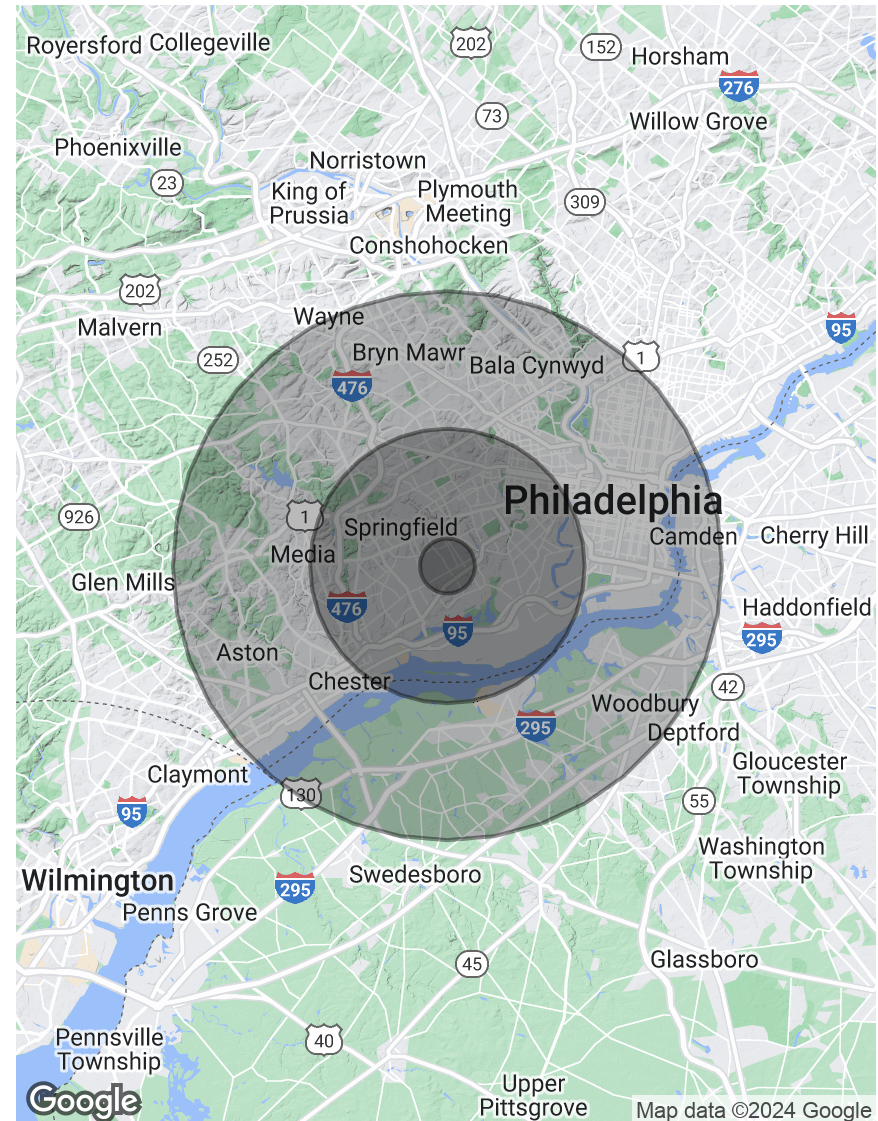 Royersford
Collegeville
202
152
Horsham
276
73
Willow Grove
Phoenixville
Norristown
23
King of
Prussia
Plymouth
Meeting
309
Conshohocken
202
Malvern
Wayne
95
252
Bryn Mawr
Bala Cynwyd
1
476
Philadelphia
926
1
Springfield
Camden
Cherry Hill
Media
Glen Mills
476
Haddonfield
95
295
Aston
Chester
42
Woodbury
295
Deptford
Claymont
Gloucester
Township
130
55
95
Washington
Township
Wilmington
295
Swedesboro
Penns Grove
45
Glassboro
Pennsville
Township
40
Upper
Pittsgrove
Google
Map data ©2024 Google